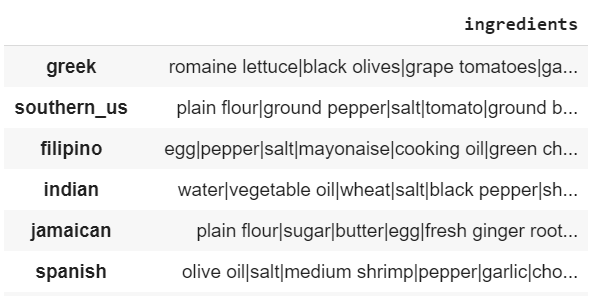 ingredients
greek romaine lettuce|black olives|grape tomatoes|ga...
southern_us plain flour|ground pepper|salt|tomato|ground b...
filipino egg|pepper|salt|mayonaise|cooking oil|green ch...
indian water|vegetable oil|wheat|salt|black pepper|sh...
jamaican plain flour|sugar|butter|egg|fresh ginger root...
spanish olive oil|salt|medium shrimp|pepper|garlic|cho...